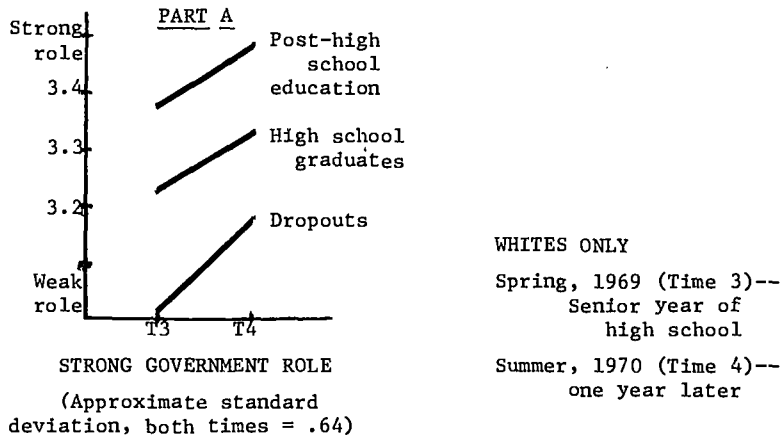 PART A
Strong role
3.4
3.3
3.2
Weak role
Post-high
school
education
High school
graduates
Dropouts
T3 T4
STRONG GOVERNMENT ROLE
(Approximate standard
deviation, both times = .64)
WHITES ONLY
Spring, 1969 (Time 3)--
Senior year of
high school
Summer, 1970 (Time 4)--
one year later